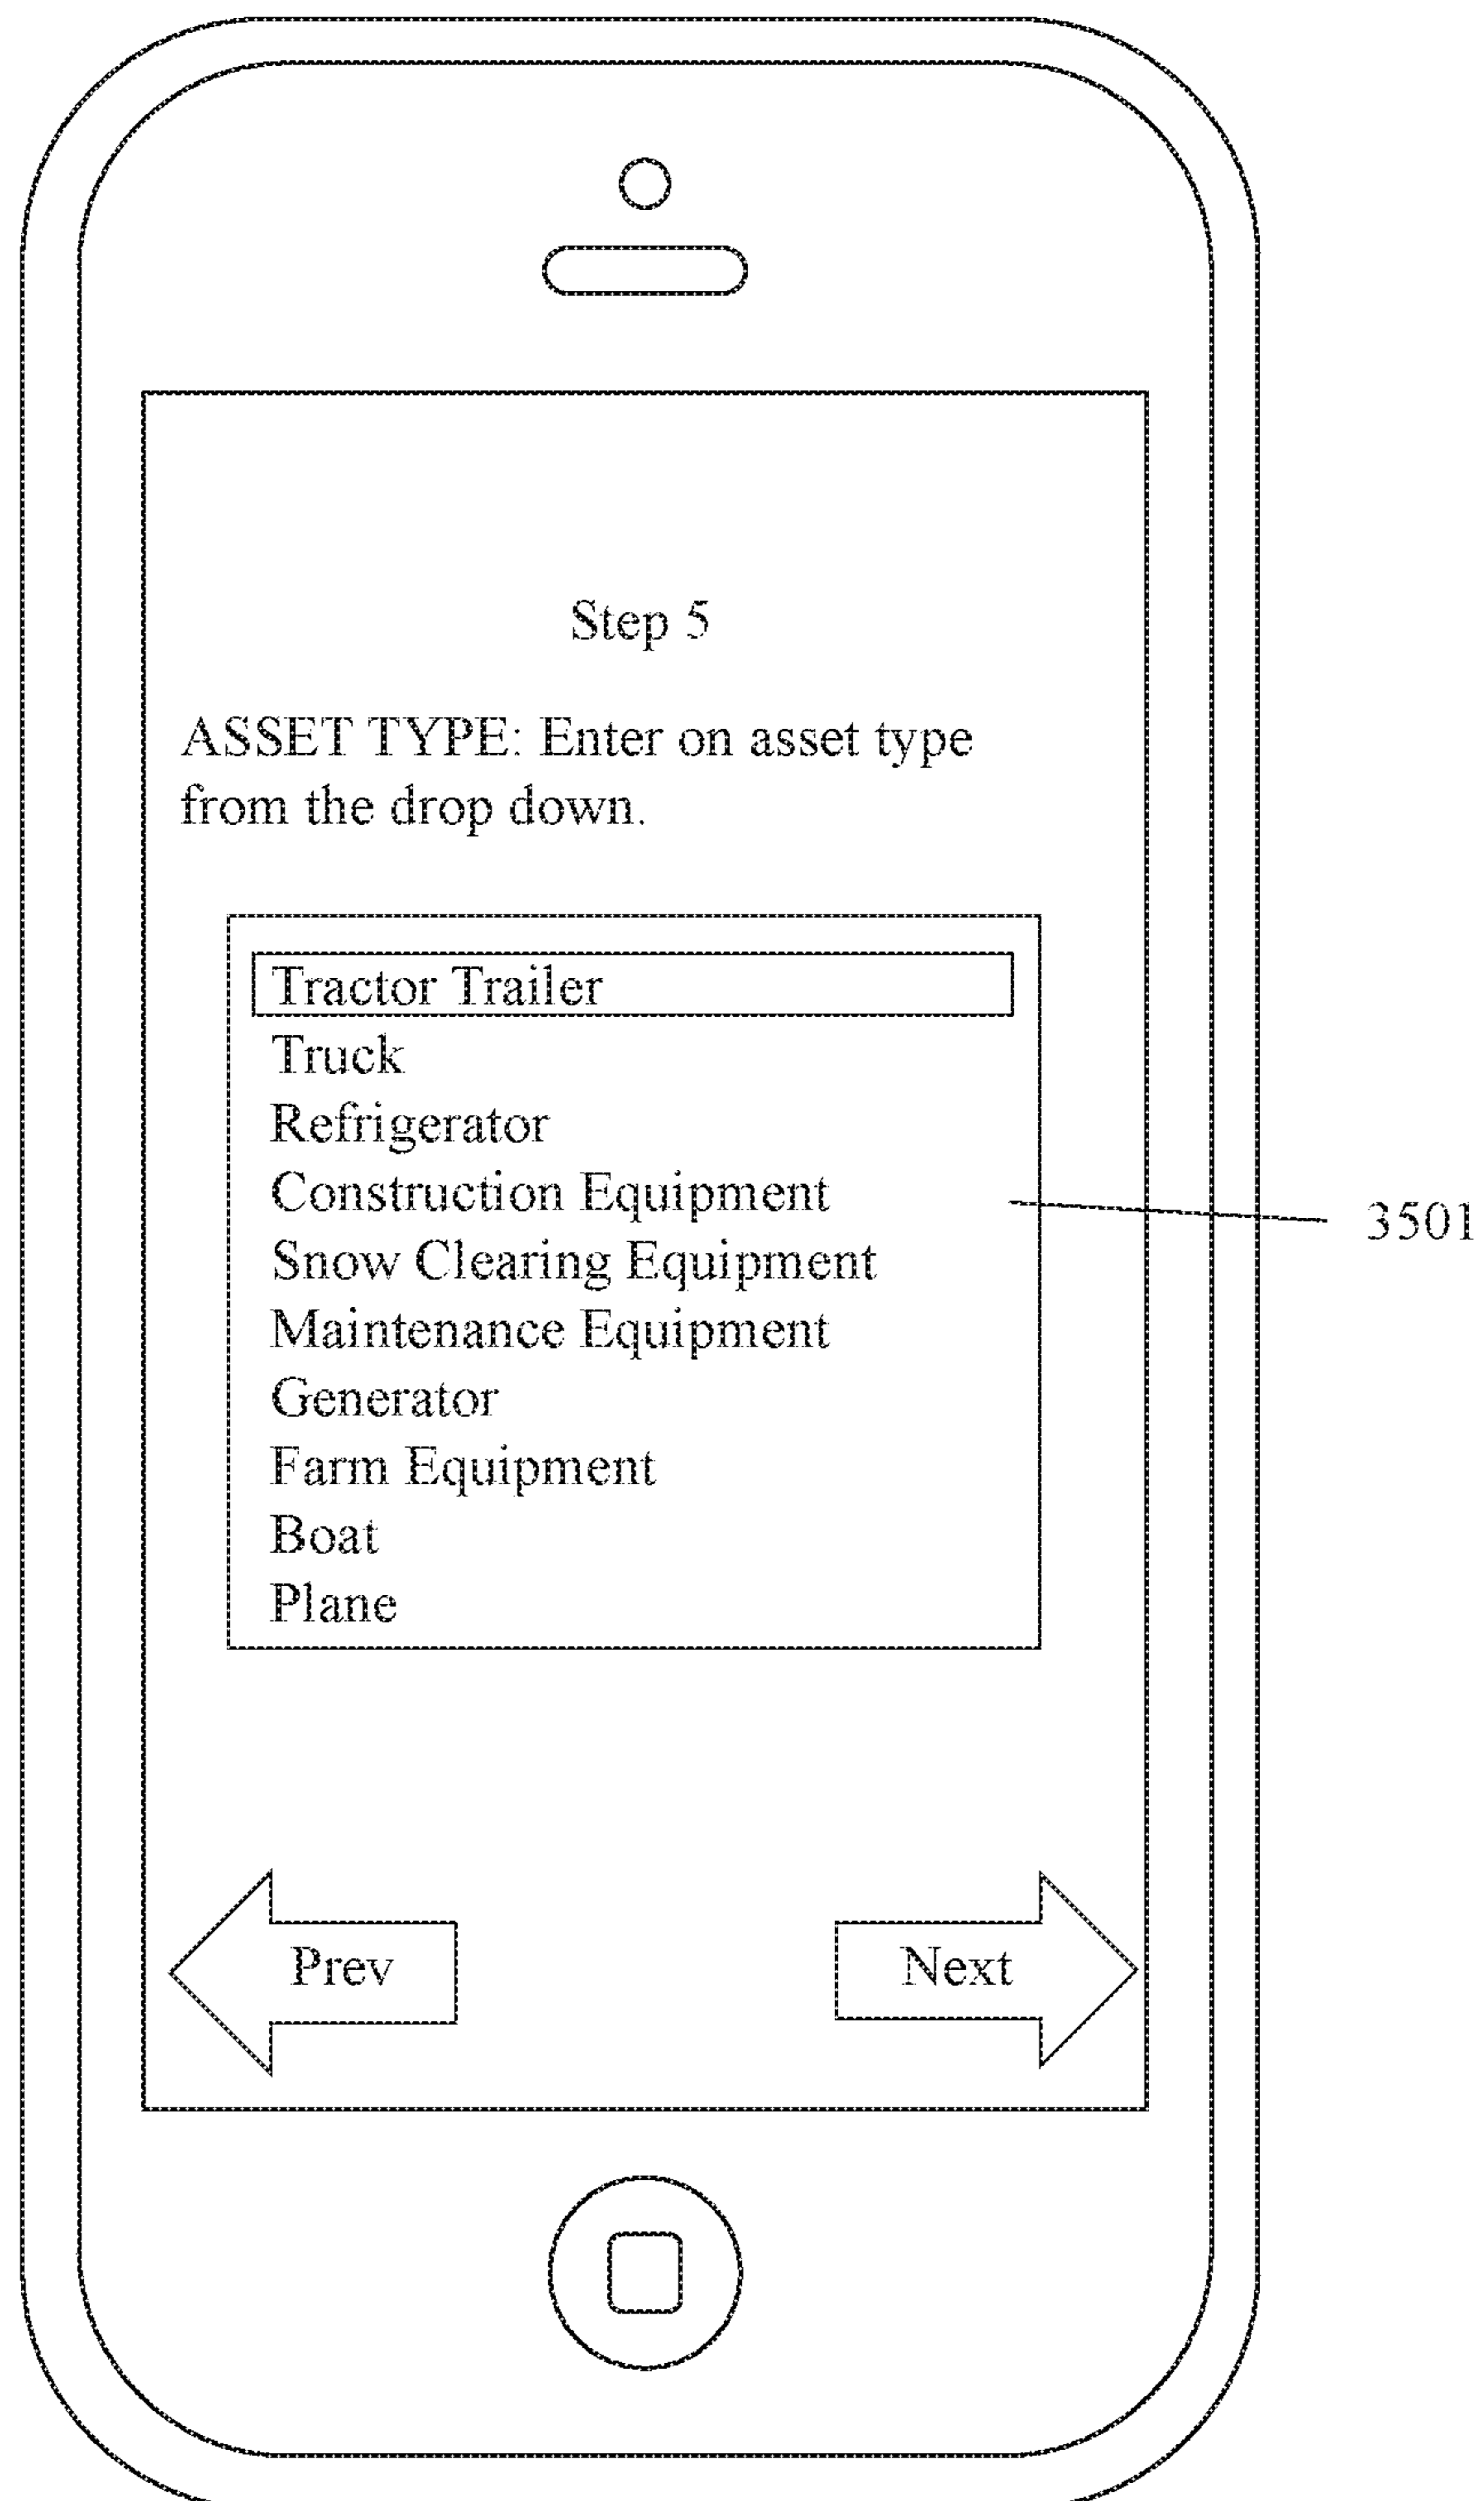 Step 5
ASSET TYPE: Enter on asset type
from the drop down.
Tractor Trailer
Truck
Refrigerator
Construction Equipment
3501
Snow Clearing Equipment
Maintenance Equipment
Generator
Farm Equipment
Boat
Plane
Prev
Next